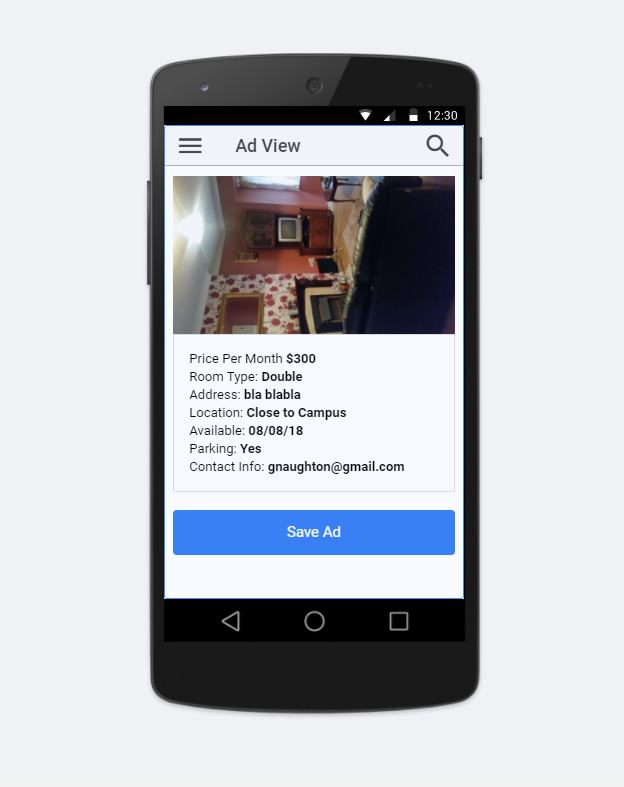 12:30
Ad View
Price Per Month $300
Room Type: Double
Address: bla blabla
Location: Close to Campus
Available: 08/08/18
Parking: Yes
Contact Info: gnaughton@gmail.com
Save Ad